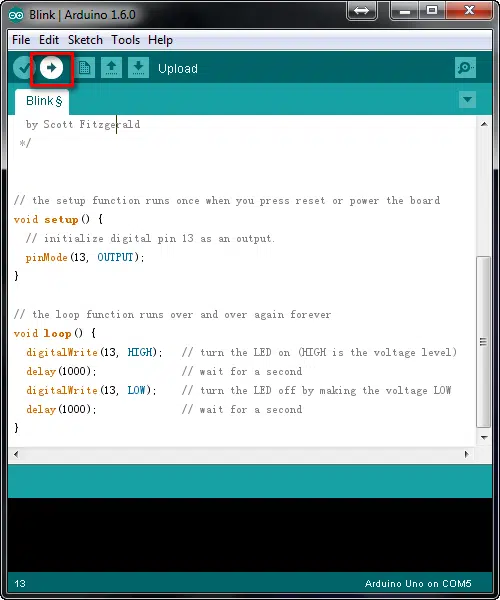 Blink | Arduino 1.6.0
File Edit Sketch Tools Help
Upload
Blink §
by Scott Fitzgerald
*/
// the setup function runs once when you press reset or power the board
void setup() {
// initialize digital pin 13 as an output.
pinMode(13, OUTPUT);
}
// the loop function runs over and over again forever
void loop() {
digitalWrite(13, HIGH);   // turn the LED on (HIGH is the voltage level)
delay(1000);              // wait for a second
digitalWrite(13, LOW);    // turn the LED off by making the voltage LOW
delay(1000);              // wait for a second
}
13 Arduino Uno on COM5